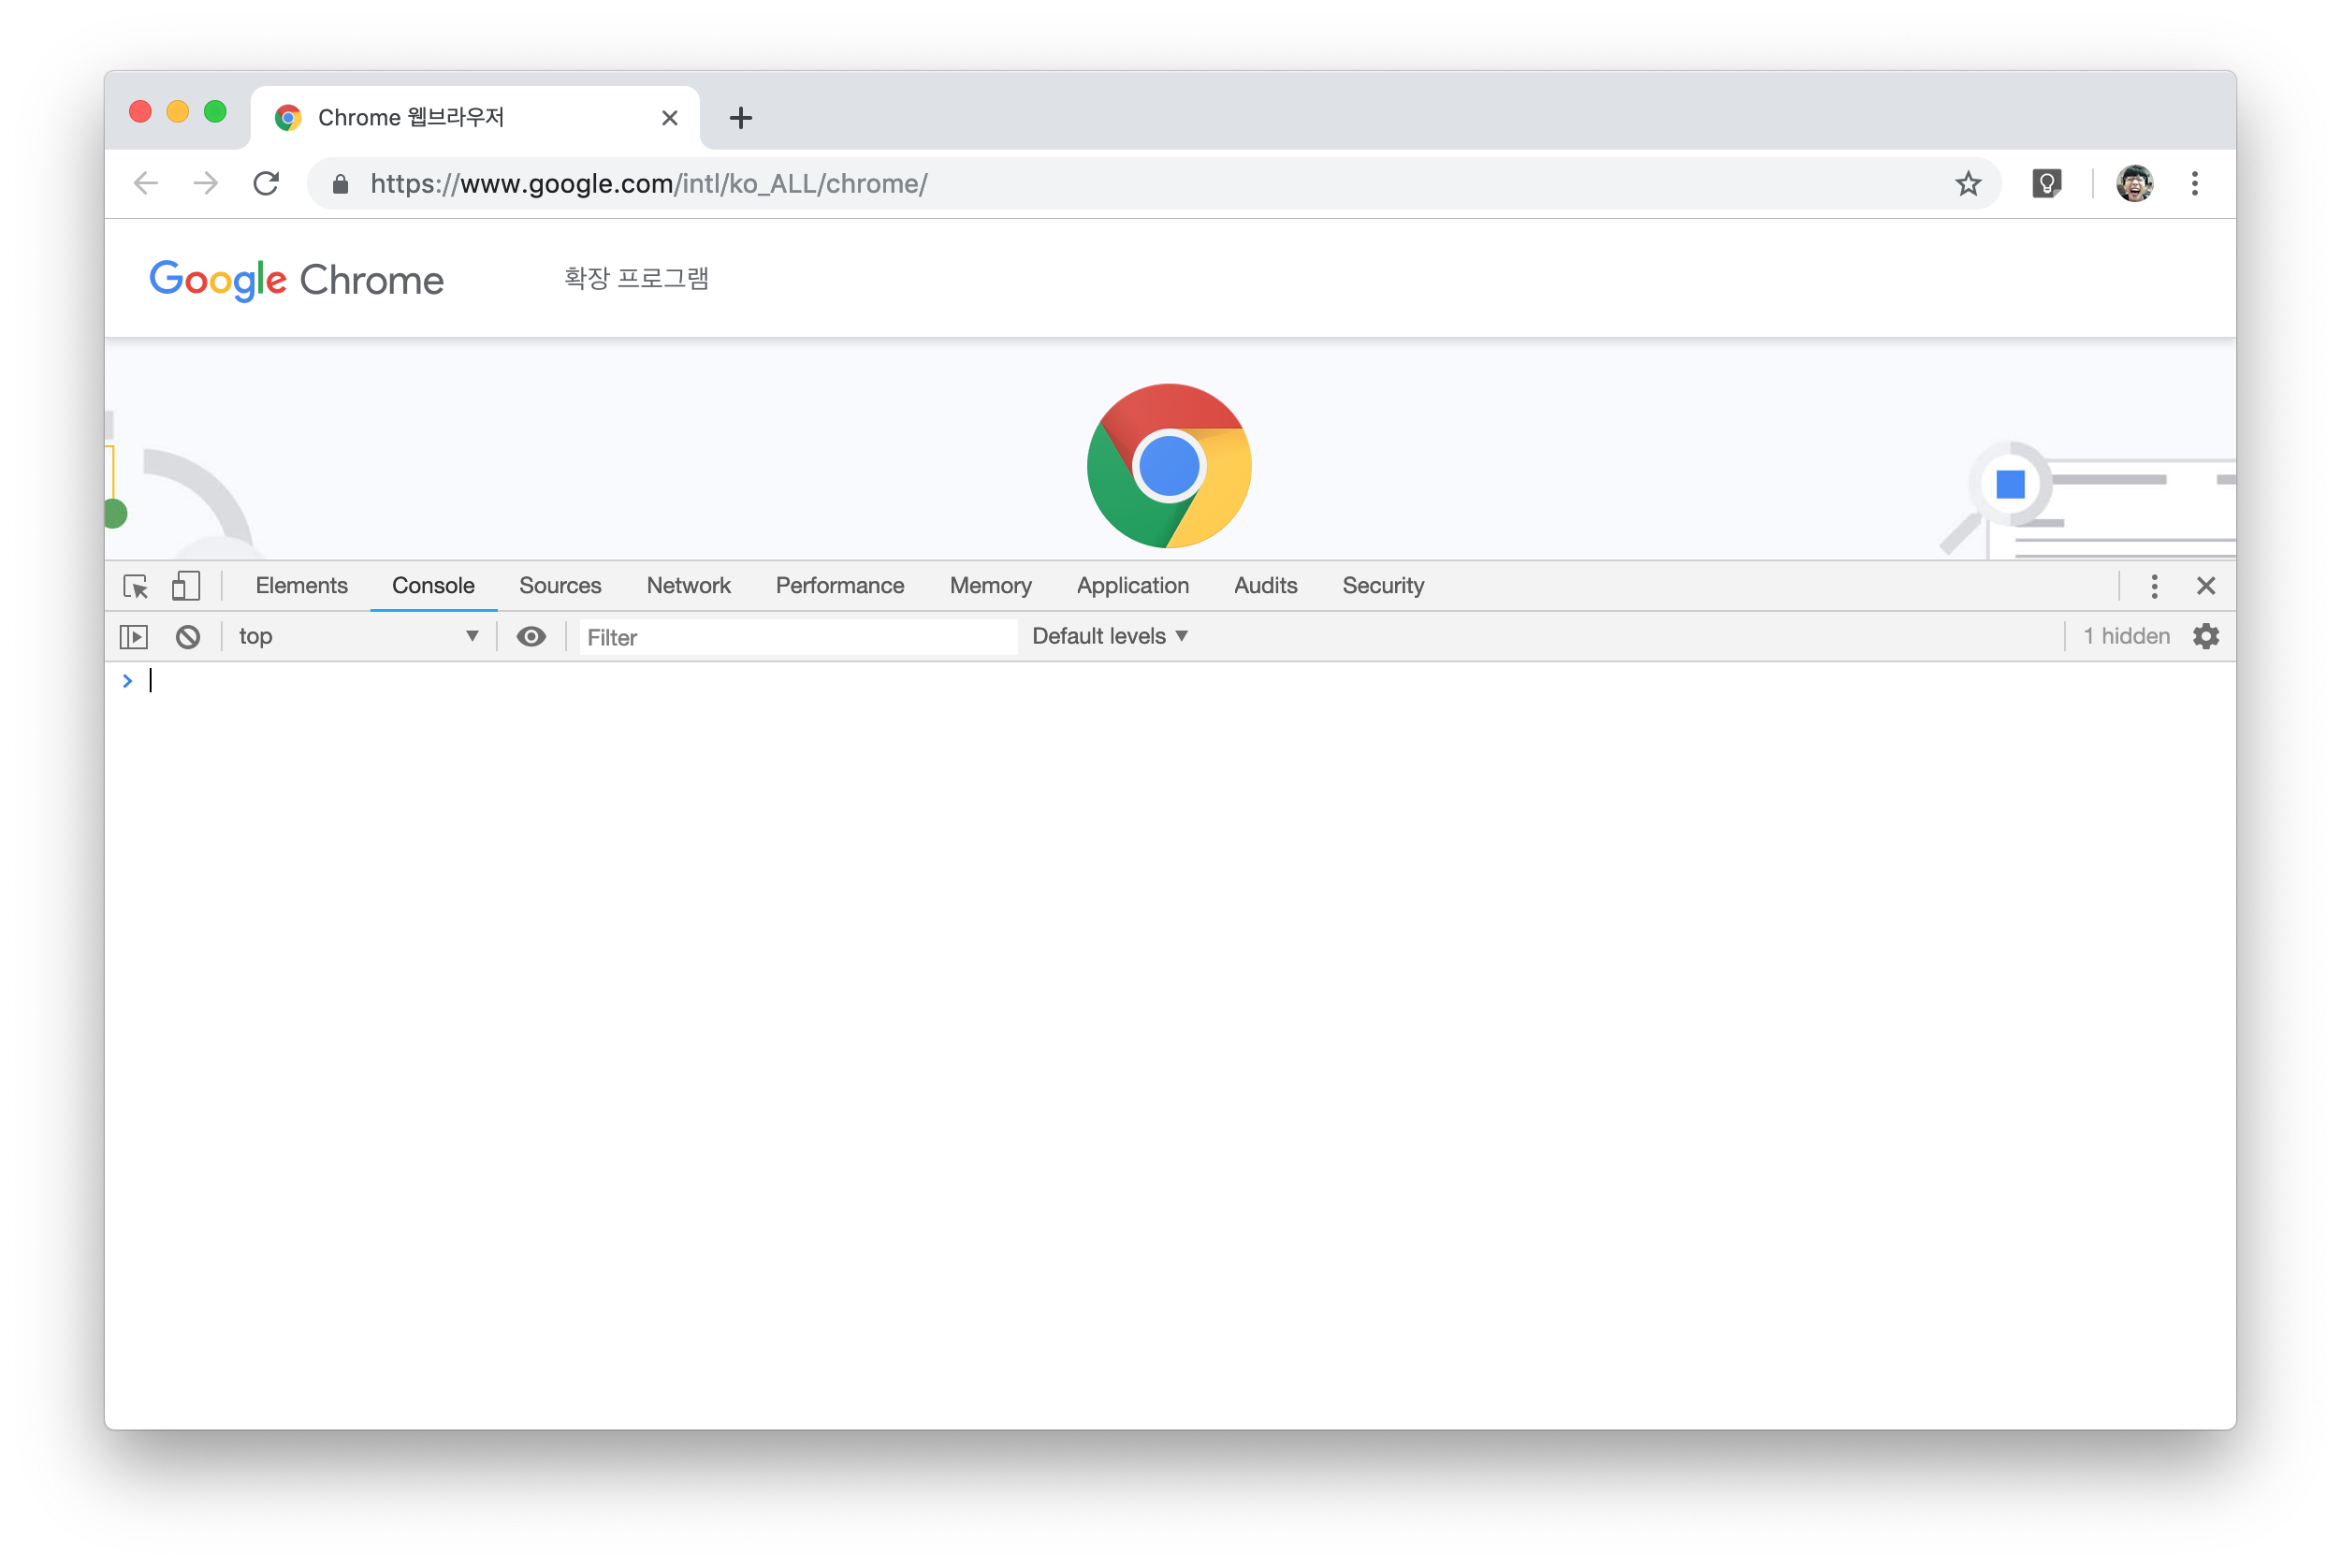 Chrome 웹브라우저
https://www.google.com/intl/ko_ALL/chrome/
Google Chrome 확장 프로그램
Elements Console Sources Network Performance Memory Application Audits Security
top Filter Default levels 1 hidden